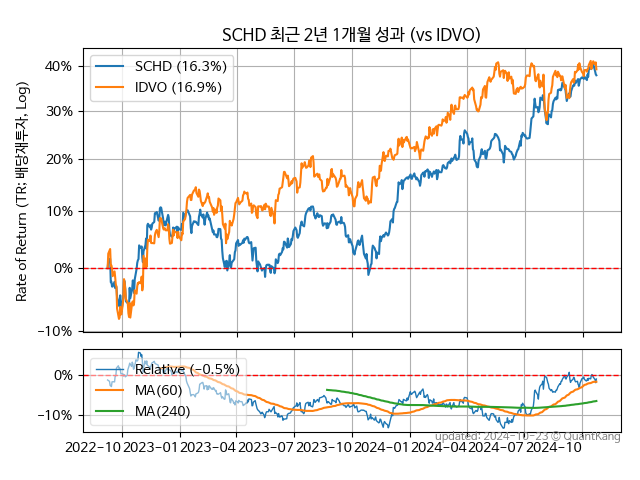 SCHD 최근 2년 1개월 성과 (vs IDVO)
Rate of Return (TR: 배당재투자, Log)
40%
30%
20%
10%
0%
−10%
SCHD (16.3%)
IDVO (16.9%)
0%
−10%
Relative (−0.5%)
MA(60)
MA(240)
2022-10 2023-01 2023-04 2023-07 2023-10 2024-01 2024-04 2024-07 2024-10
updated: 2024-10-23 © QuantKang